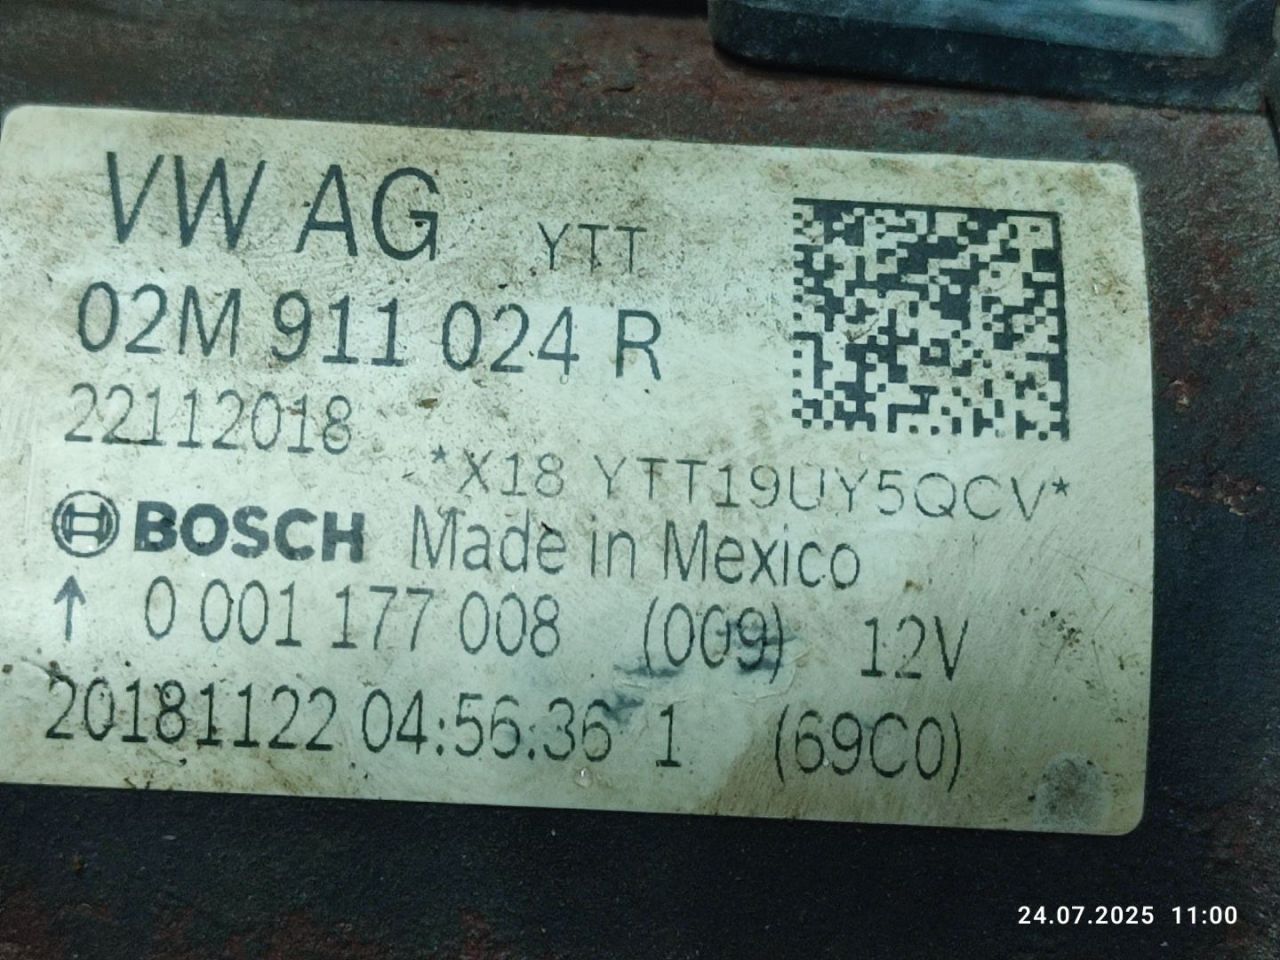 VW AG YTT
02M 911 024 R
22112018
*X18 YTT19UY5QCV*
BOSCH Made in Mexico
↑ 0 001 177 008 (009) 12V
20181122 04:56:36 1 (69C0)
24.07.2025 11:00